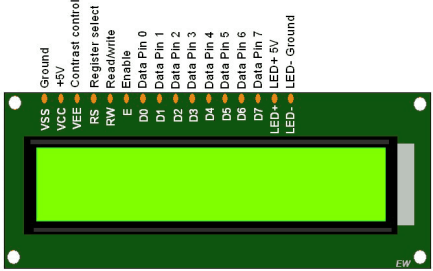 Ground
+5V
Contrast control
Register select
Read/write
Enable
Data Pin 0
Data Pin 1
Data Pin 2
Data Pin 3
Data Pin 4
Data Pin 5
Data Pin 6
Data Pin 7
LED+ 5V
LED- Ground
VSS
VCC
VEE
RS
RW
E
D0
D1
D2
D3
D4
D5
D6
D7
LED+
LED-
EW